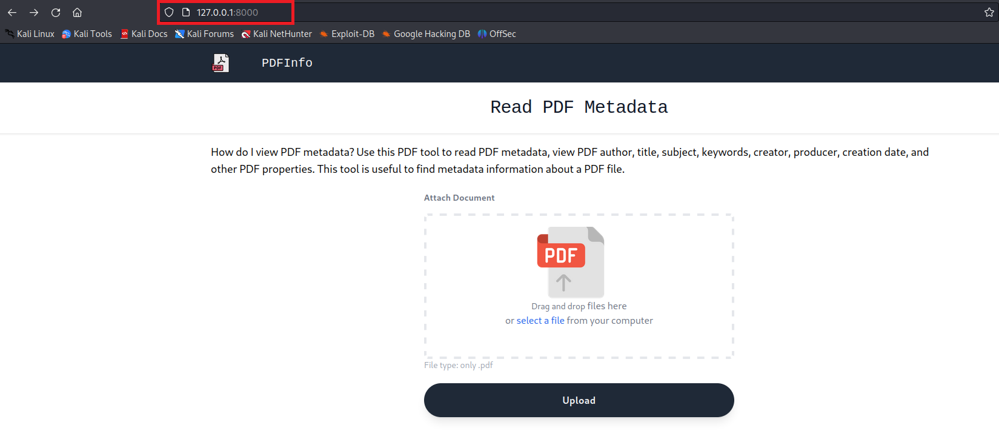 127.0.0.1:8000
Kali Linux Kali Tools Kali Docs Kali Forums Kali NetHunter Exploit-DB Google Hacking DB OffSec
PDF PDFInfo
Read PDF Metadata
How do I view PDF metadata? Use this PDF tool to read PDF metadata, view PDF author, title, subject, keywords, creator, producer, creation date, and
other PDF properties. This tool is useful to find metadata information about a PDF file.
Attach Document
PDF
Drag and drop files here
or select a file from your computer
File type: only .pdf
Upload